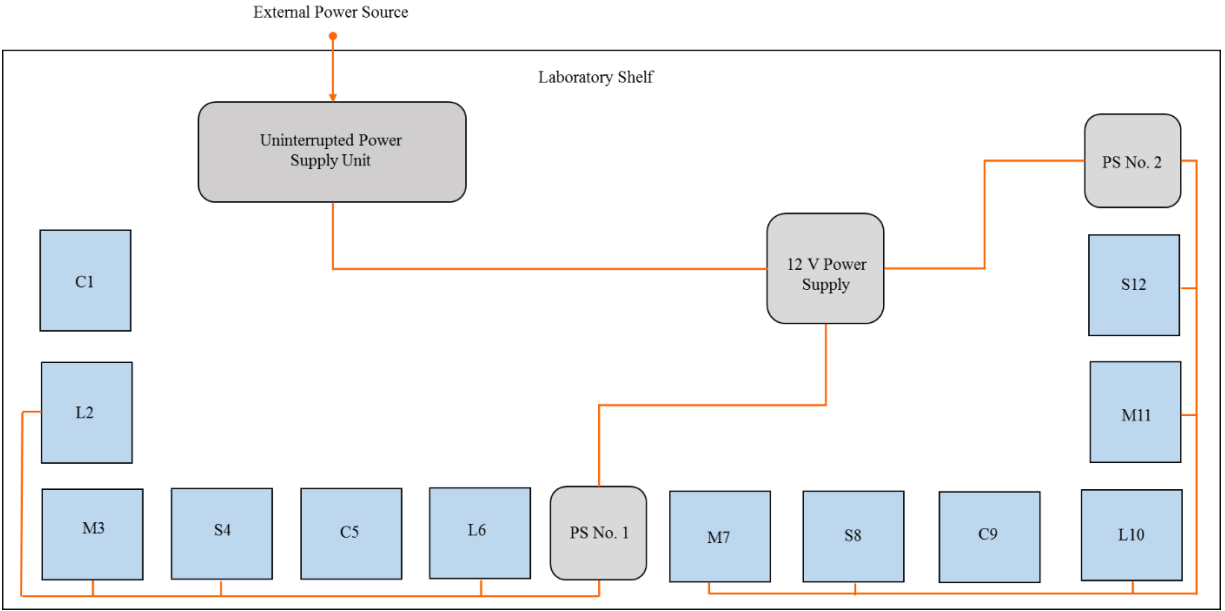 External Power Source
Laboratory Shelf
Uninterrupted Power
Supply Unit
PS No. 2
12 V Power
Supply
C1
S12
L2
M11
M3
S4
C5
L6
PS No. 1
M7
S8
C9
L10